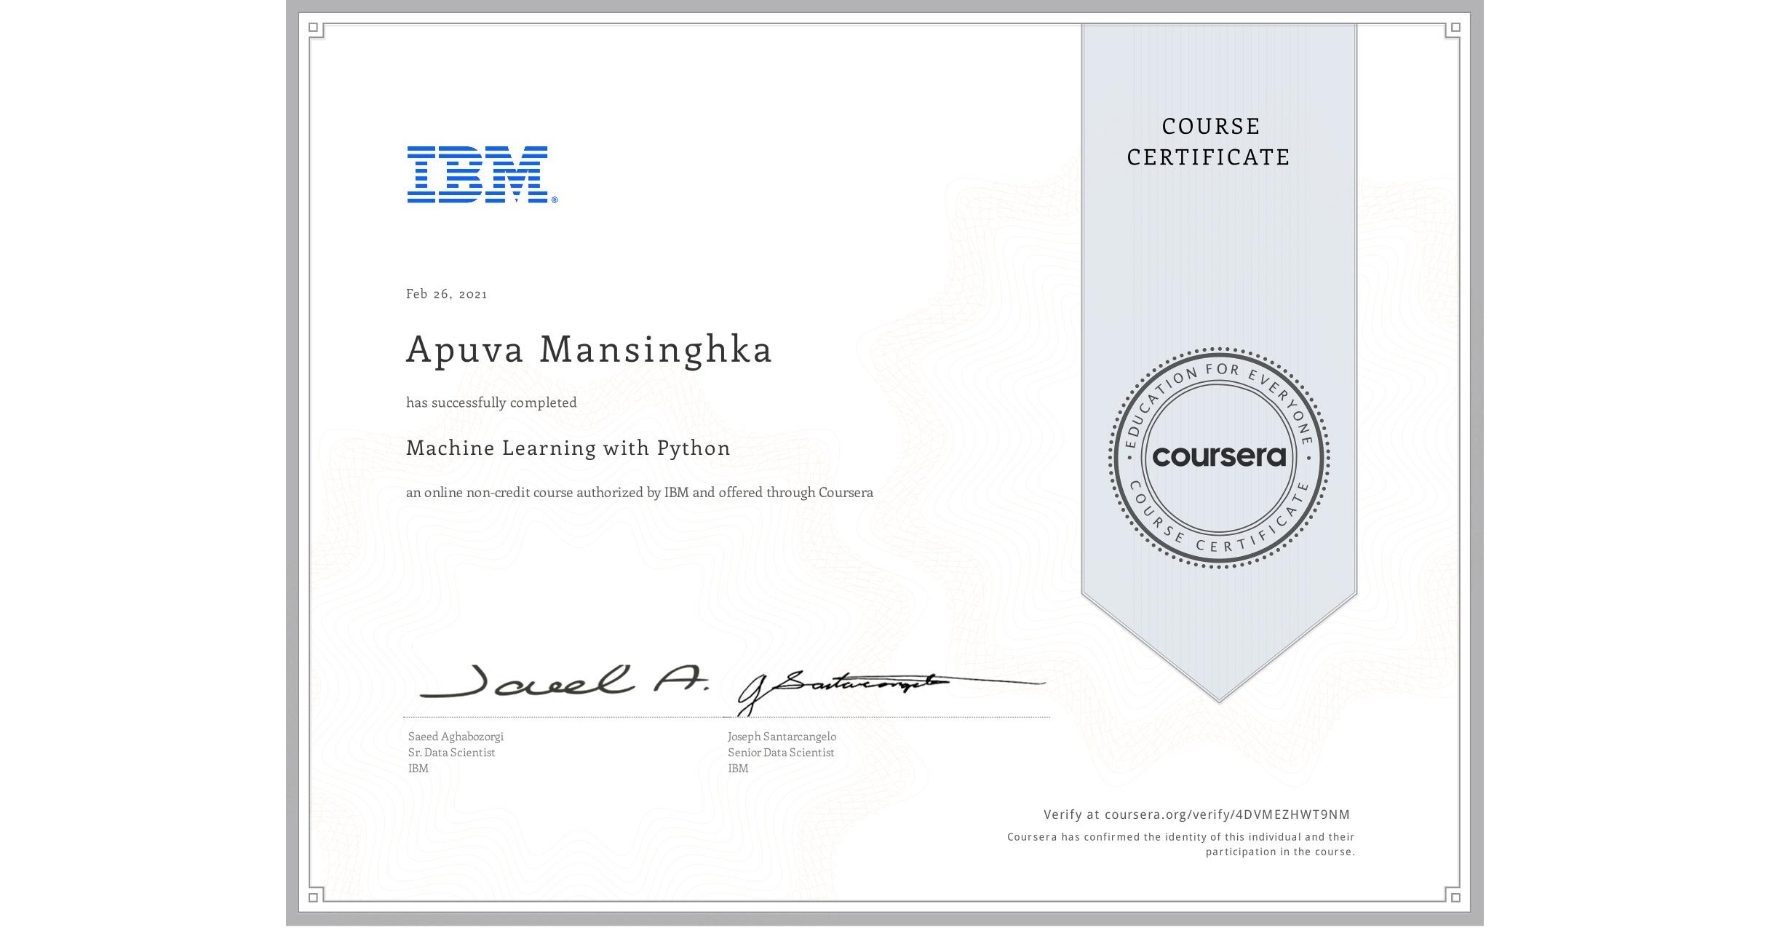 IBM®
COURSE
CERTIFICATE
Feb 26, 2021
Apuva Mansinghka
has successfully completed
Machine Learning with Python
an online non-credit course authorized by IBM and offered through Coursera
EDUCATION FOR EVERYONE
coursera
COURSE CERTIFICATE
Saeed Aghabozorgi
Sr. Data Scientist
IBM
Joseph Santarcangelo
Senior Data Scientist
IBM
Verify at coursera.org/verify/4DVMEZHWT9NM
Coursera has confirmed the identity of this individual and their
participation in the course.